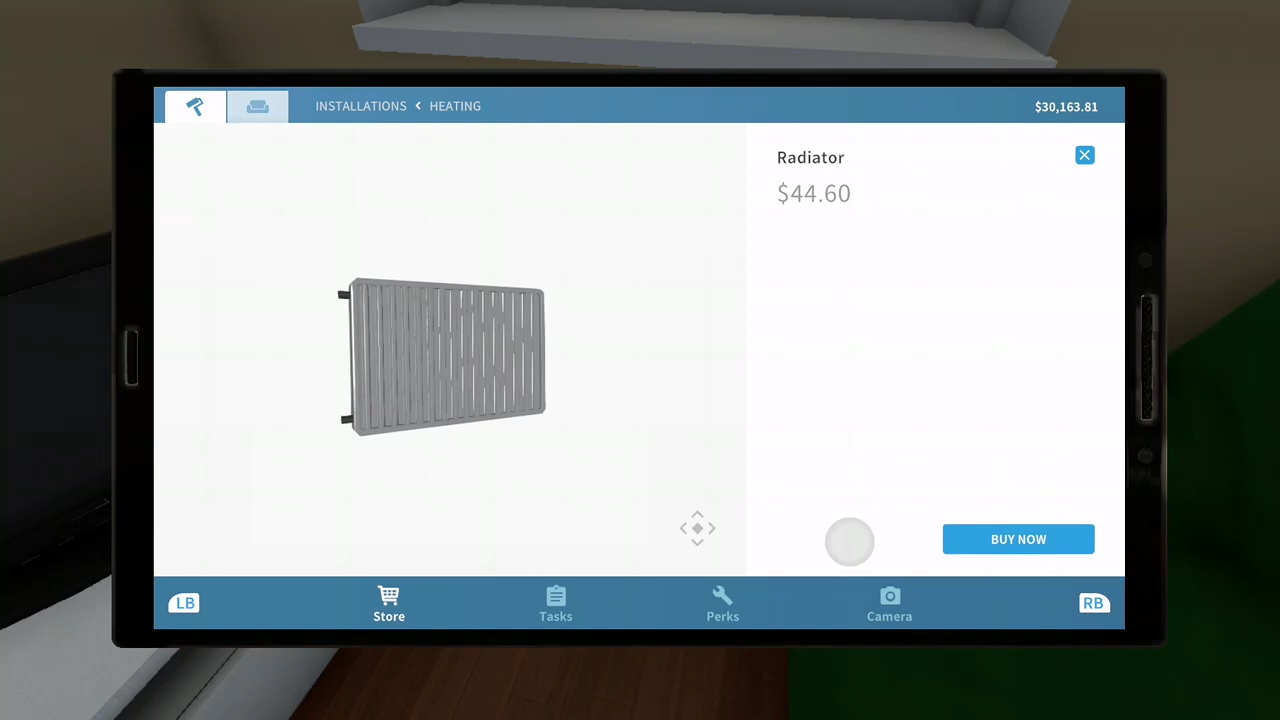 INSTALLATIONS HEATING
$30,163.81
Radiator
$44.60
BUY NOW
LB
Store
Tasks
Perks
Camera
RB